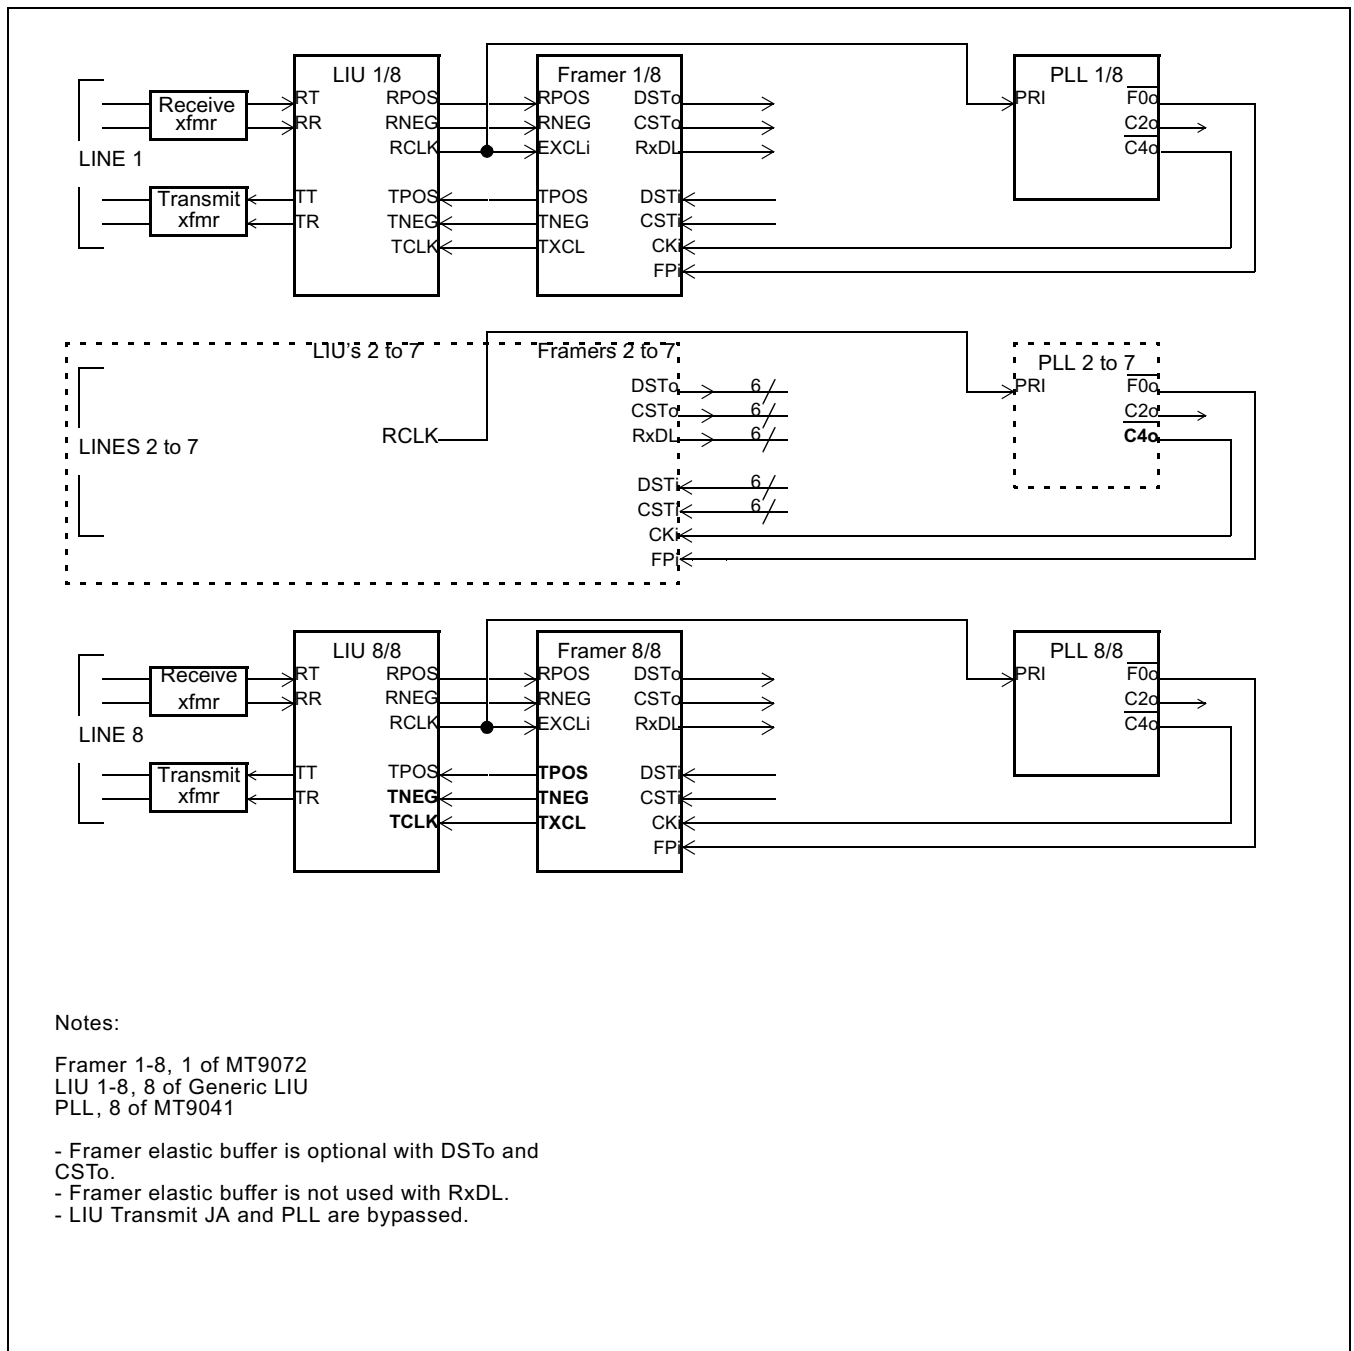 LIU 1/8
Framer 1/8
PLL 1/8
Receive
xfmr
RT
RR
RPOS
RNEG
RCLK
RPOS
RNEG
EXCLi
DSTo
CSTo
RxDL
PRI
F0o
C2o
C4o
LINE 1
Transmit
xfmr
TT
TR
TPOS
TNEG
TCLK
TPOS
TNEG
TXCL
DSTi
CSTi
CKi
FPi
LIU's 2 to 7
Framers 2 to 7
PLL 2 to 7
LINES 2 to 7
RCLK
DSTo
CSTo
RxDL
6
6
6
DSTi
CSTi
CKi
FPi
6
6
PRI
F0o
C2o
C4o
LIU 8/8
Framer 8/8
PLL 8/8
Receive
xfmr
RT
RR
RPOS
RNEG
RCLK
RPOS
RNEG
EXCLi
DSTo
CSTo
RxDL
PRI
F0o
C2o
C4o
LINE 8
Transmit
xfmr
TT
TR
TPOS
TNEG
TCLK
TPOS
TNEG
TXCL
DSTi
CSTi
CKi
FPi
Notes:
Framer 1-8, 1 of MT9072
LIU 1-8, 8 of Generic LIU
PLL, 8 of MT9041
- Framer elastic buffer is optional with DSTo and
CSTo.
- Framer elastic buffer is not used with RxDL.
- LIU Transmit JA and PLL are bypassed.